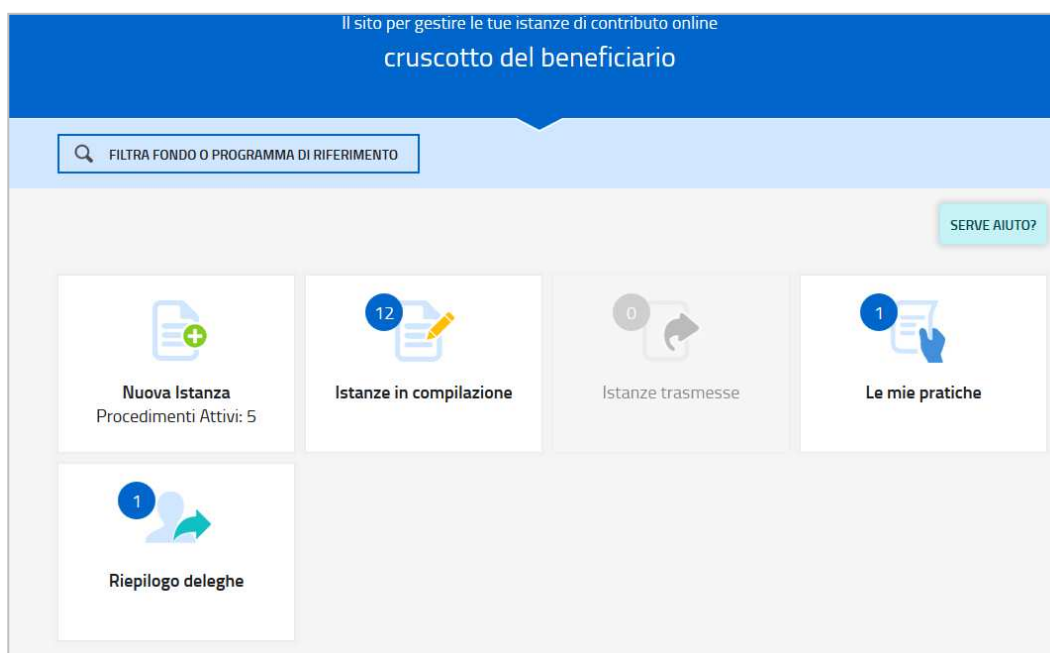 Il sito per gestire le tue istanze di contributo online
cruscotto del beneficiario
FILTRA FONDO O PROGRAMMA DI RIFERIMENTO
SERVE AIUTO?
Nuova Istanza
Procedimenti Attivi: 5
12
Istanze in compilazione
0
Istanze trasmesse
1
Le mie pratiche
1
Riepilogo deleghe